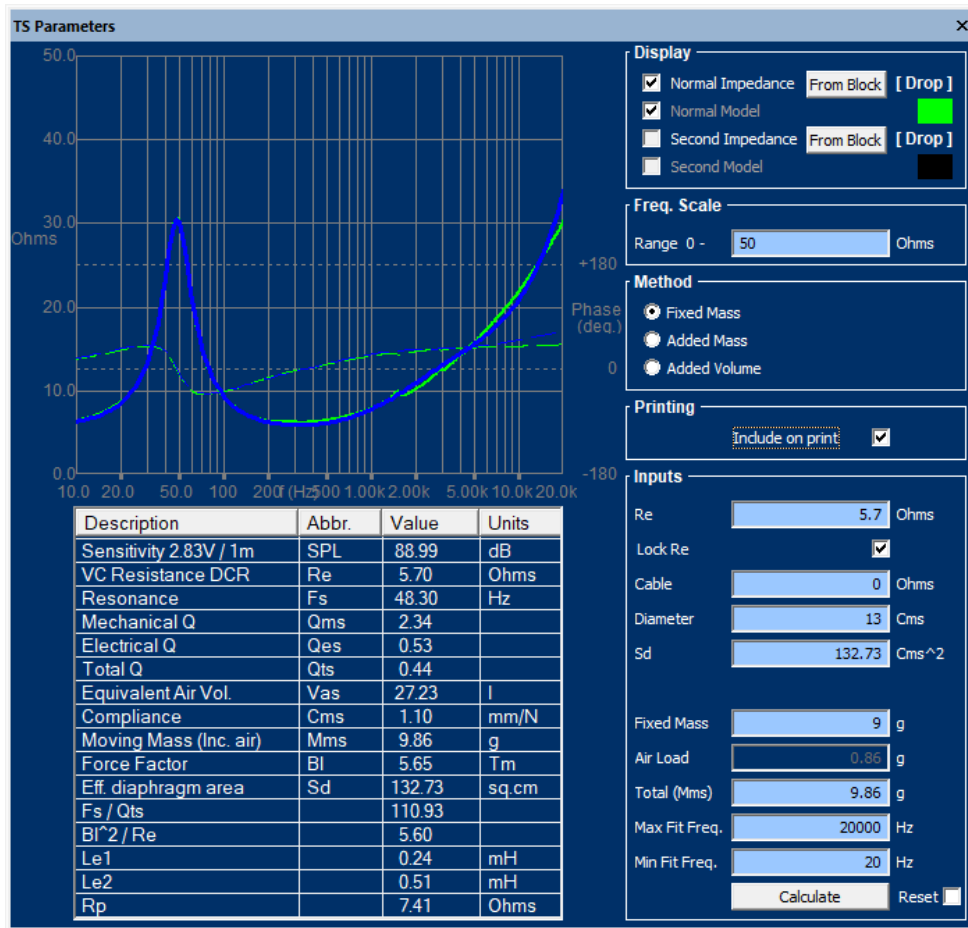 TS Parameters
×
50.0
40.0
30.0
Ohms
20.0
10.0
0.0
+180
Phase
(deg.)
0
-180
10.0 20.0 50.0 100 200 f (Hz) 500 1.00k 2.00k 5.00k 10.0k 20.0k
Description Abbr. Value Units
Sensitivity 2.83V / 1m SPL 88.99 dB
VC Resistance DCR Re 5.70 Ohms
Resonance Fs 48.30 Hz
Mechanical Q Qms 2.34
Electrical Q Qes 0.53
Total Q Qts 0.44
Equivalent Air Vol. Vas 27.23 l
Compliance Cms 1.10 mm/N
Moving Mass (Inc. air) Mms 9.86 g
Force Factor Bl 5.65 Tm
Eff. diaphragm area Sd 132.73 sq.cm
Fs / Qts 110.93
Bl^2 / Re 5.60
Le1 0.24 mH
Le2 0.51 mH
Rp 7.41 Ohms
Display
Normal Impedance From Block [ Drop ]
Normal Model
Second Impedance From Block [ Drop ]
Second Model
Freq. Scale
Range 0 - 50 Ohms
Method
Fixed Mass
Added Mass
Added Volume
Printing
Include on print
Inputs
Re 5.7 Ohms
Lock Re
Cable 0 Ohms
Diameter 13 Cms
Sd 132.73 Cms^2
Fixed Mass 9 g
Air Load 0.86 g
Total (Mms) 9.86 g
Max Fit Freq. 20000 Hz
Min Fit Freq. 20 Hz
Calculate Reset